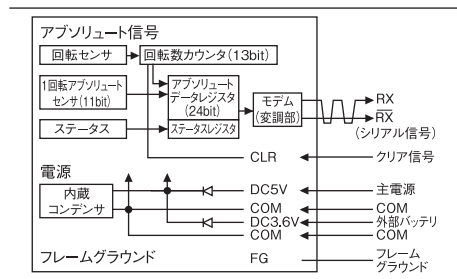 アブソリュート信号
回転センサ
回転数カウンタ(13bit)
1回転アブソリュート
センサ(11bit)
アブソリュート
データレジスタ
(24bit)
ステータス
ステータスレジスタ
モデム
(変調部)
RX
RX
(シリアル信号)
CLR
クリア信号
電源
内蔵
コンデンサ
DC5V
主電源
COM
COM
DC3.6V
外部バッテリ
COM
COM
フレームグラウンド
FG
フレーム
グラウンド